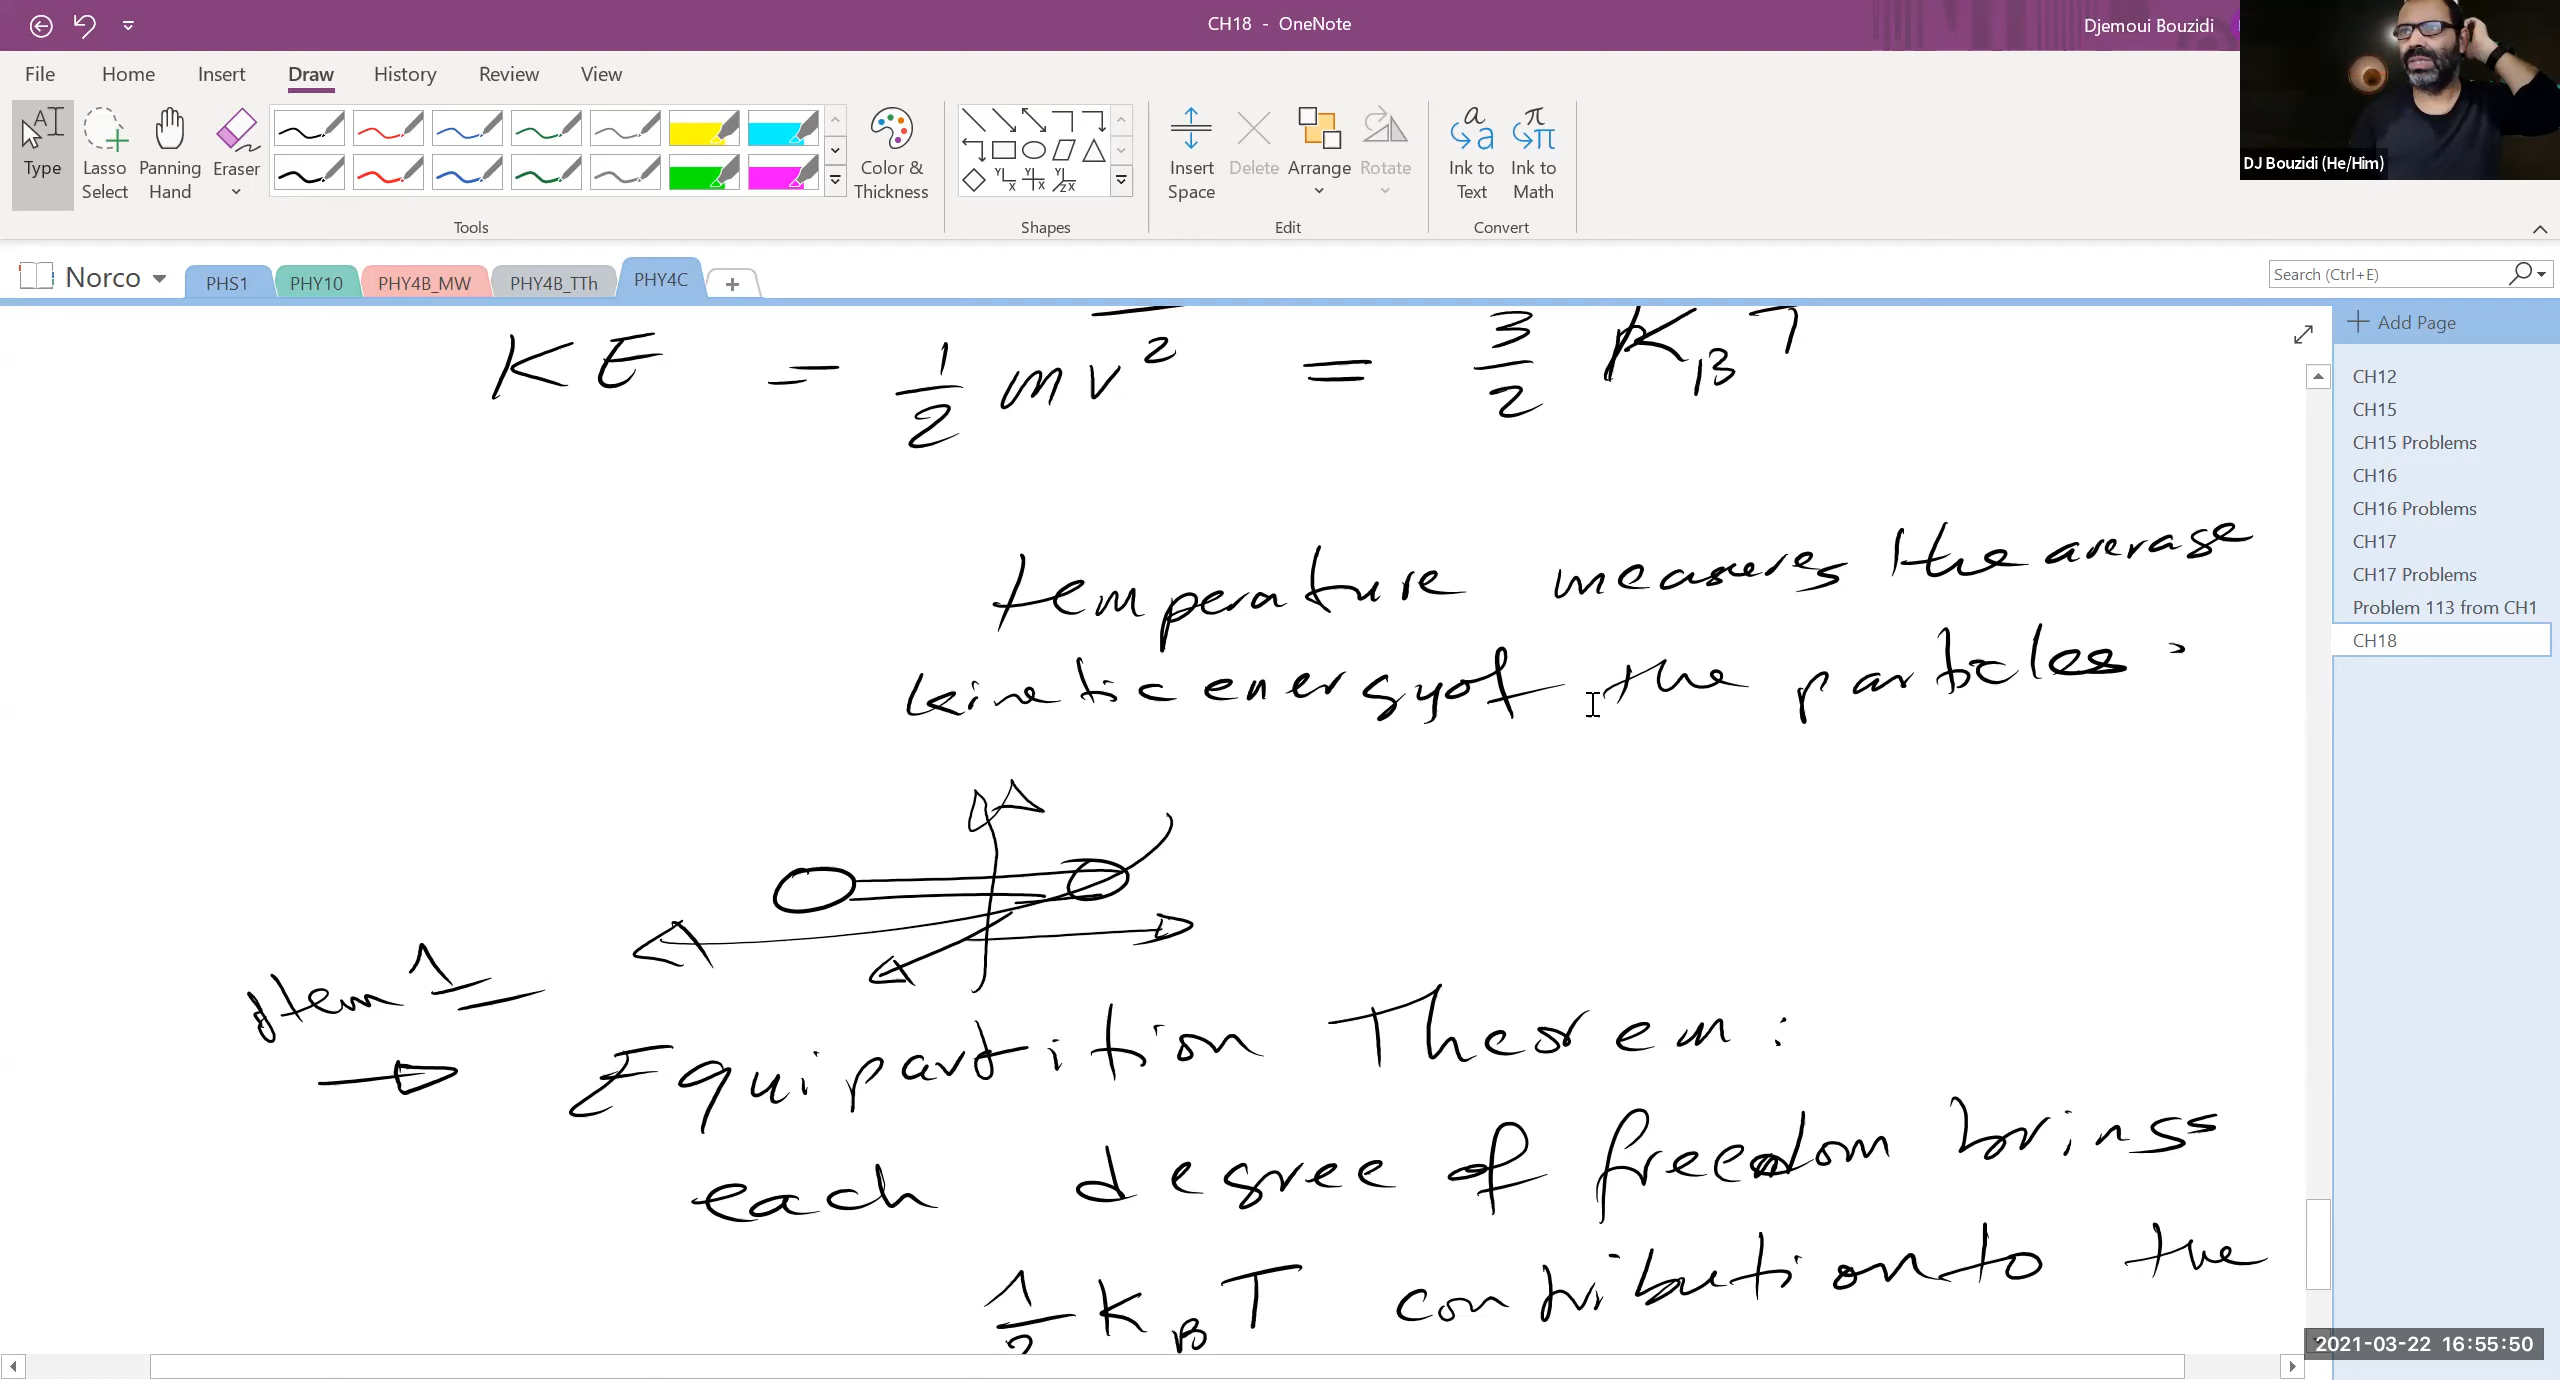 CH18 - OneNote
Djemoui Bouzidi
File Home Insert Draw History Review View
Type
Lasso Select
Panning Hand
Eraser
Color & Thickness
Insert Space
Delete
Arrange
Rotate
Ink to Text
Ink to Math
Tools
Shapes
Edit
Convert
DJ Bouzidi (He/Him)
Norco
PHS1 PHY10 PHY4B_MW PHY4B_TTh PHY4C
Search (Ctrl+E)
Add Page
CH12
CH15
CH15 Problems
CH16
CH16 Problems
CH17
CH17 Problems
Problem 113 from CH1
CH18
KE = 1/2 mv² = 3/2 K_B T
temperature measures the average
kinetic energy of the particles.
Item 1
→ Equipartition Theorem:
each degree of freedom brings
1/2 K_B T contribution to the
2021-03-22 16:55:50